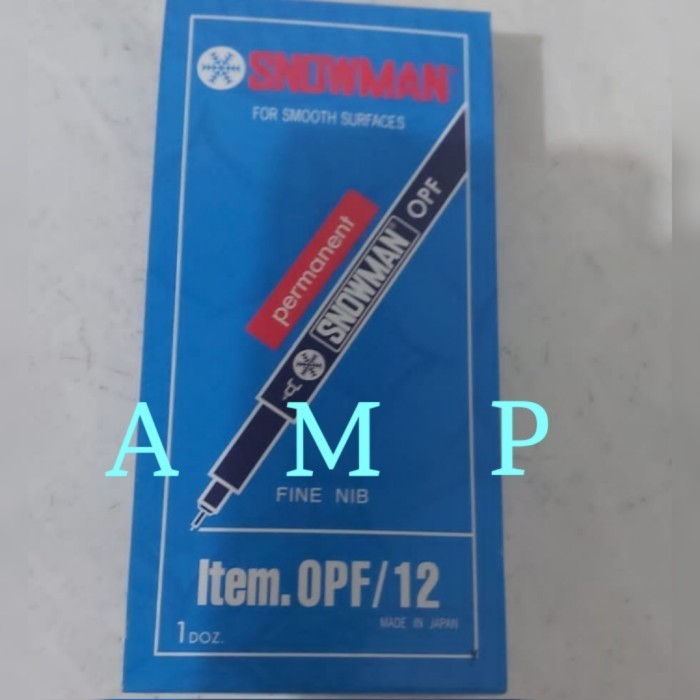 SNOWMAN
FOR SMOOTH SURFACES
permanent
SNOWMAN OPF
A M P
FINE NIB
Item. OPF/12
MADE IN JAPAN
1 DOZ.